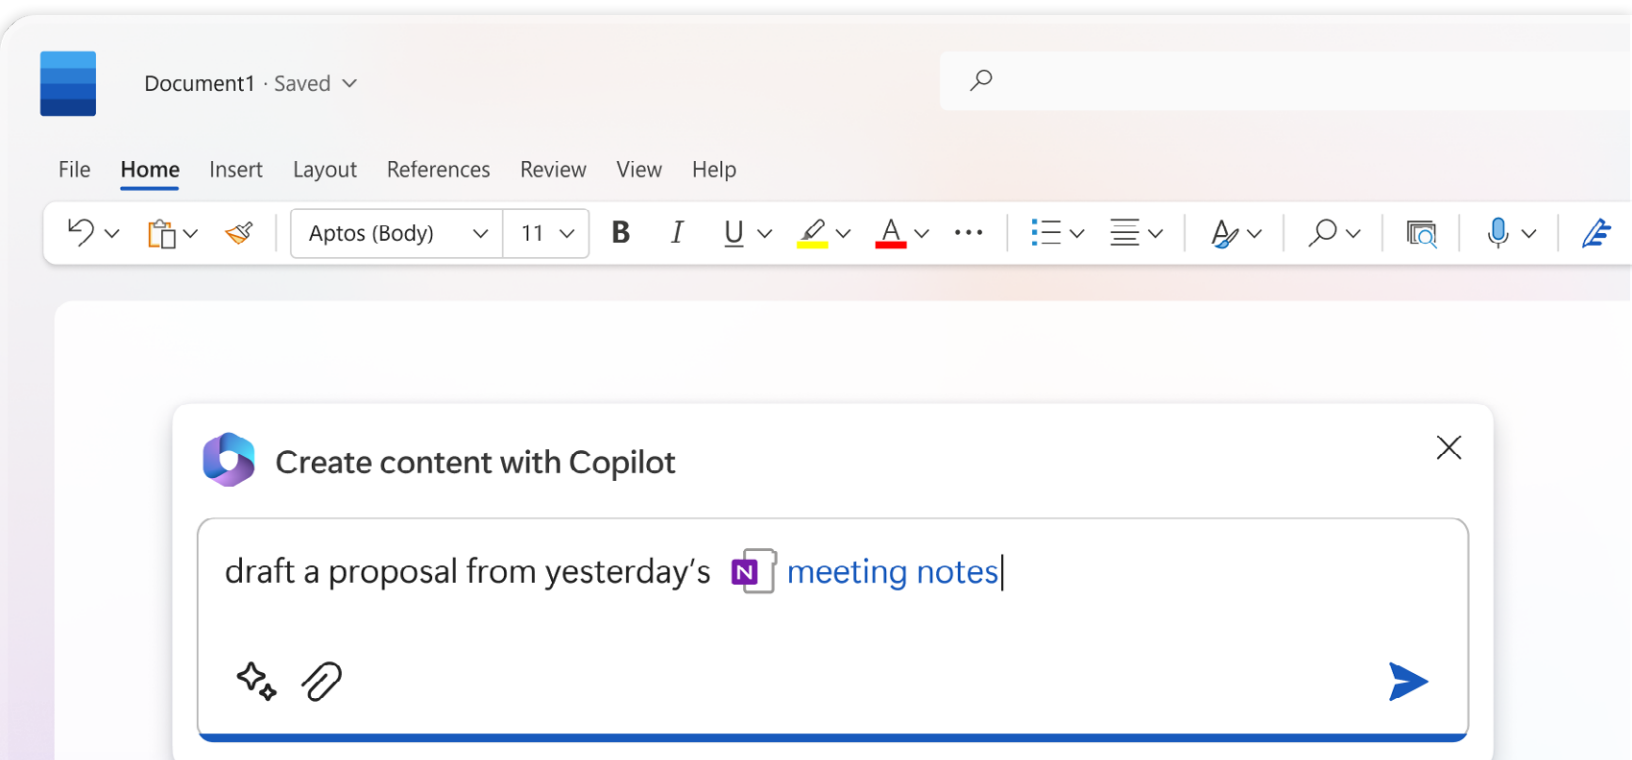 Document1 · Saved
File Home Insert Layout References Review View Help
Aptos (Body) 11 B I U A A
Create content with Copilot
draft a proposal from yesterday’s N meeting notes